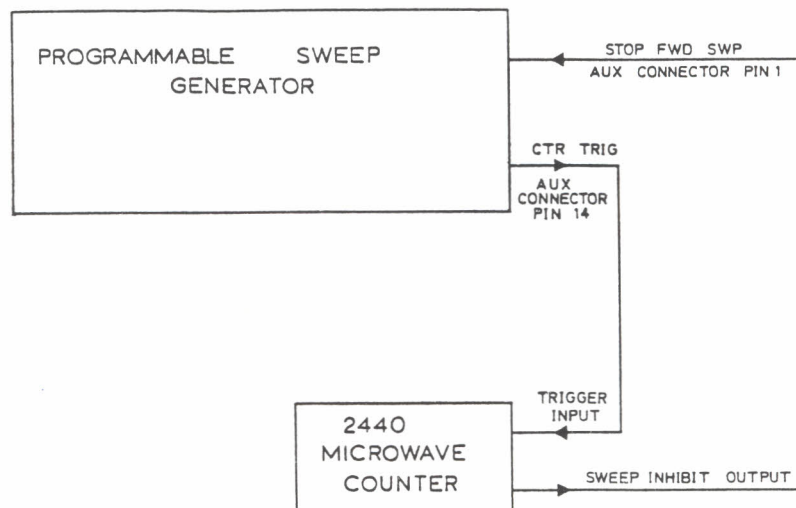 PROGRAMMABLE SWEEP
GENERATOR
STOP FWD SWP
AUX CONNECTOR PIN 1
CTR TRIG
AUX
CONNECTOR
PIN 14
TRIGGER
INPUT
2440
MICROWAVE
COUNTER
SWEEP INHIBIT OUTPUT